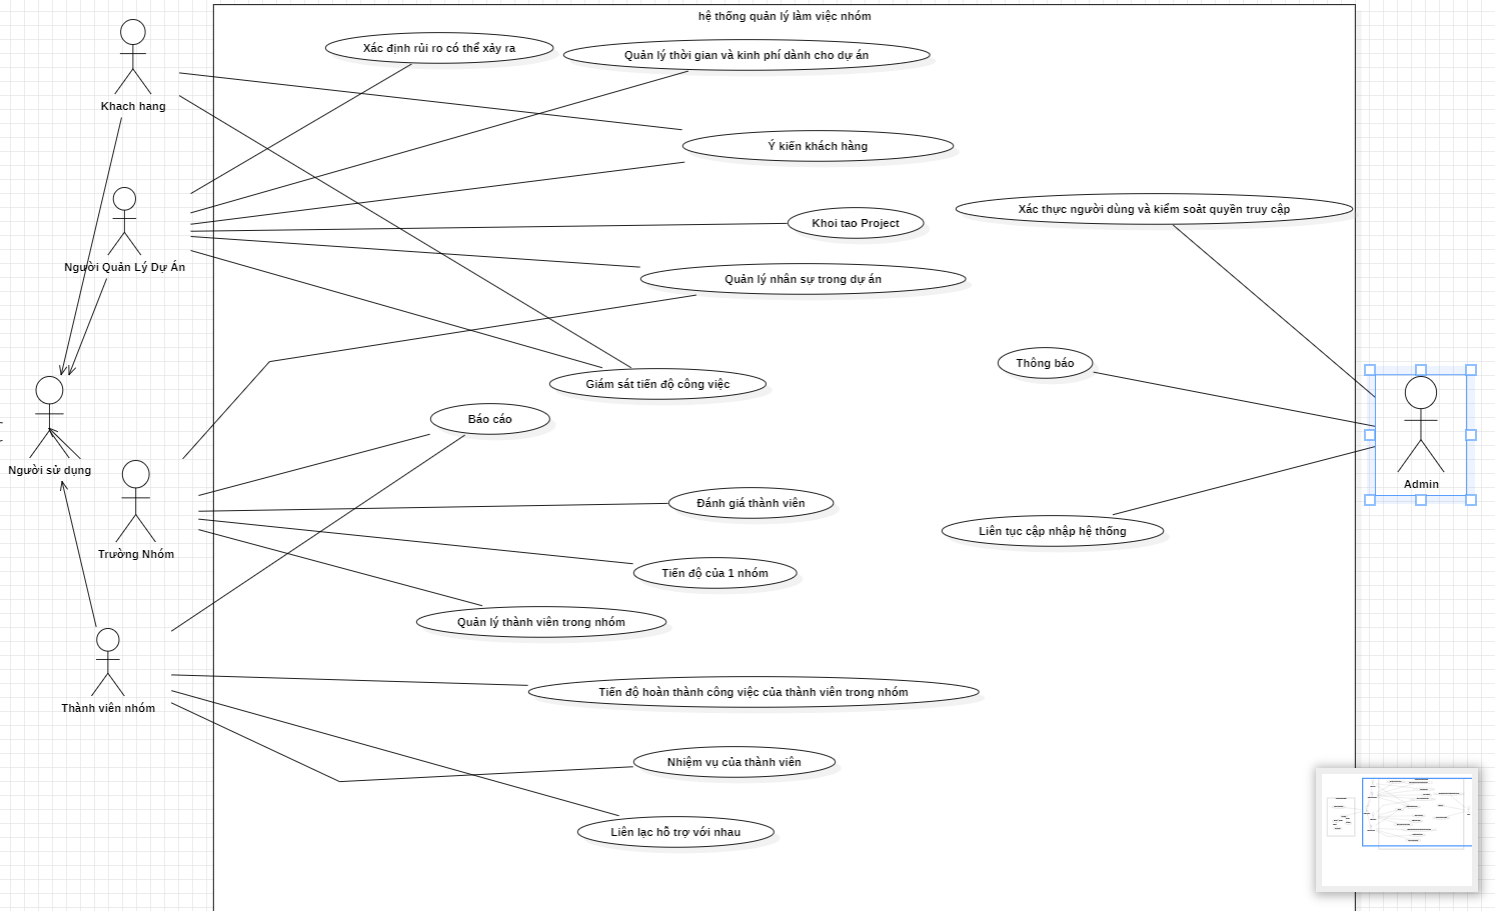 hệ thống quản lý làm việc nhóm
Xác định rủi ro có thể xảy ra
Quản lý thời gian và kinh phí dành cho dự án
Khach hang
Ý kiến khách hàng
Xác thực người dùng và kiểm soát quyền truy cập
Khoi tao Project
Người Quản Lý Dự Án
Quản lý nhân sự trong dự án
Thông báo
Giám sát tiến độ công việc
Báo cáo
Người sử dụng
Admin
Đánh giá thành viên
Liên tục cập nhập hệ thống
Trường Nhóm
Tiến độ của 1 nhóm
Quản lý thành viên trong nhóm
Tiến độ hoàn thành công việc của thành viên trong nhóm
Thành viên nhóm
Nhiệm vụ của thành viên
Liên lạc hỗ trợ với nhau